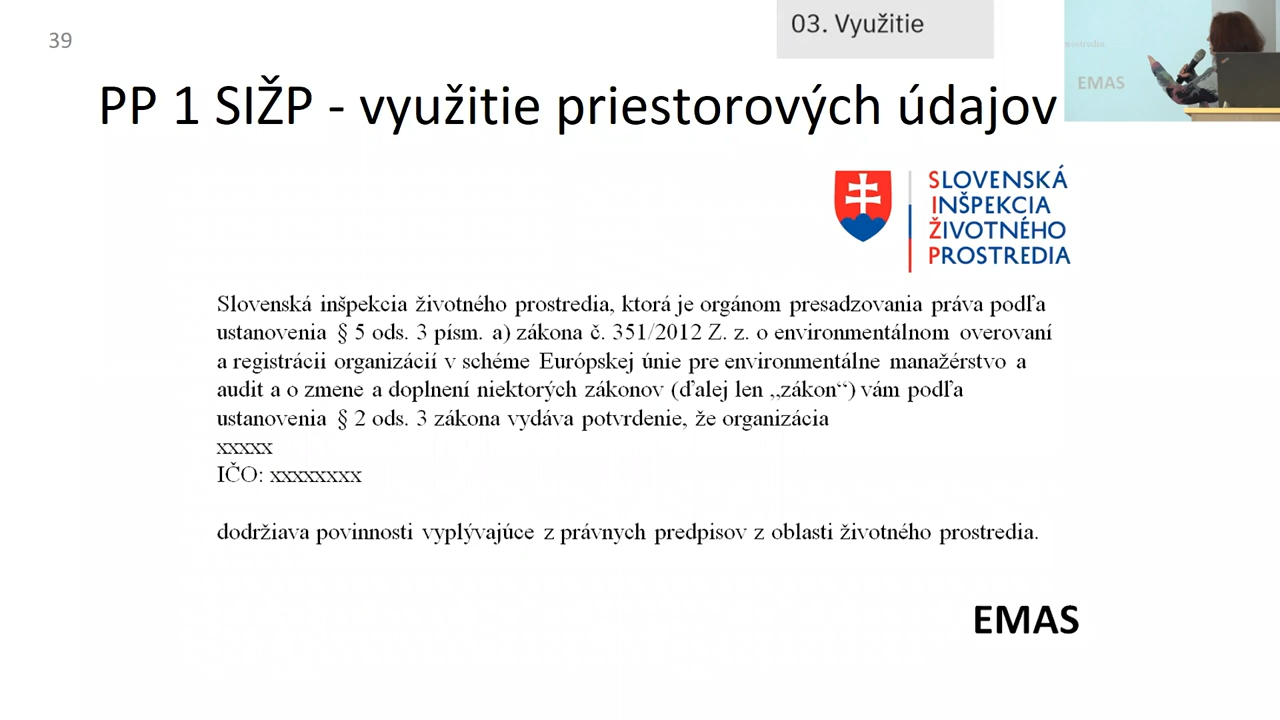 39
03. Využitie
PP 1 SIŽP - využitie priestorových údajov
prostredia.
EMAS
SLOVENSKÁ
INŠPEKCIA
ŽIVOTNÉHO
PROSTREDIA
Slovenská inšpekcia životného prostredia, ktorá je orgánom presadzovania práva podľa
ustanovenia § 5 ods. 3 písm. a) zákona č. 351/2012 Z. z. o environmentálnom overovaní
a registrácii organizácií v schéme Európskej únie pre environmentálne manažérstvo a
audit a o zmene a doplnení niektorých zákonov (ďalej len „zákon“) vám podľa
ustanovenia § 2 ods. 3 zákona vydáva potvrdenie, že organizácia
xxxxx
IČO: xxxxxxxx
dodržiava povinnosti vyplývajúce z právnych predpisov z oblasti životného prostredia.
EMAS